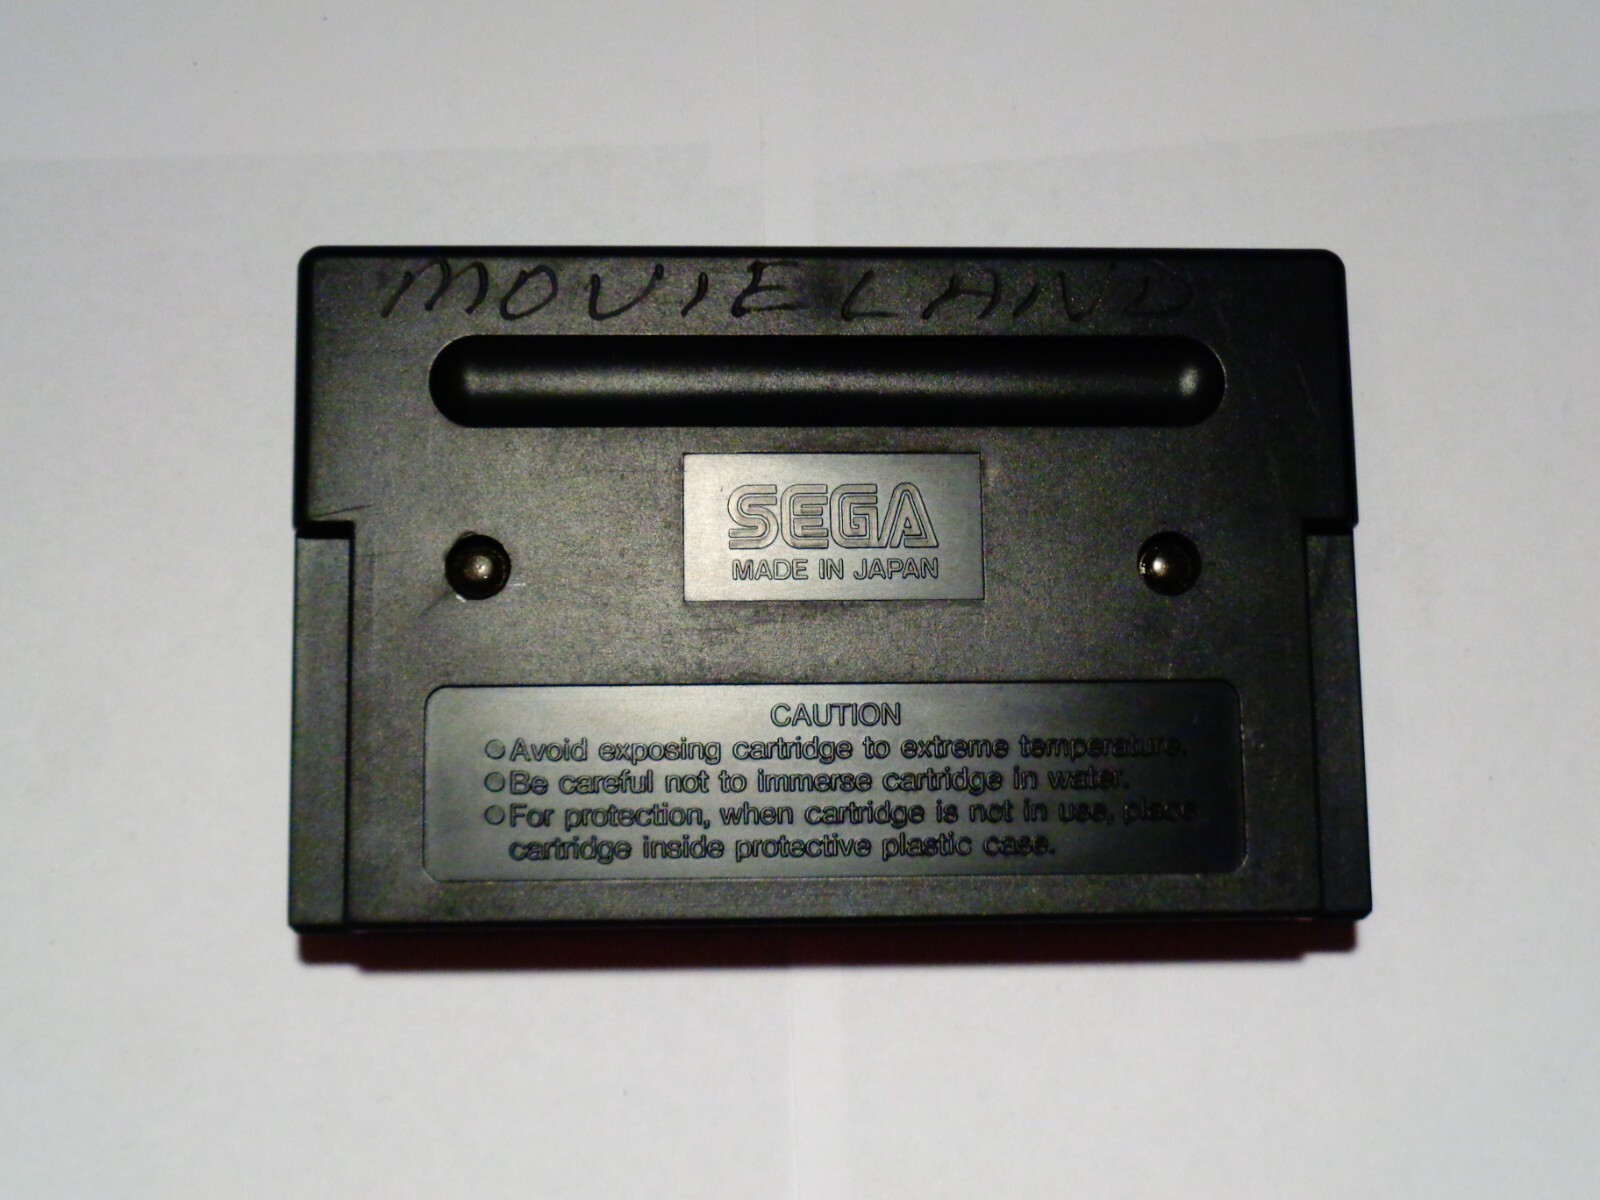 MOVIELAND
SEGA
MADE IN JAPAN
CAUTION
○Avoid exposing cartridge to extreme temperature.
○Be careful not to immerse cartridge in water.
○For protection, when cartridge is not in use, place
cartridge inside protective plastic case.